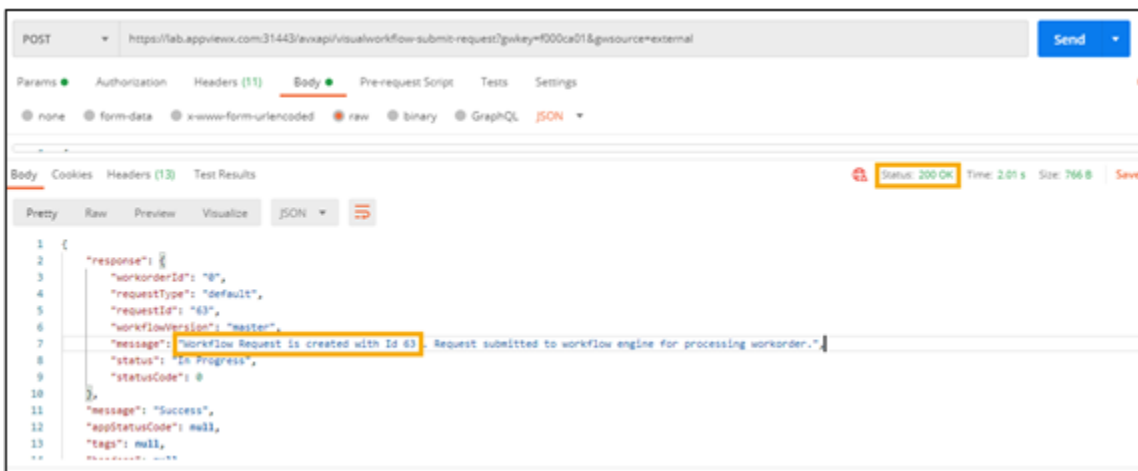 POST https://lab.appviewx.com:31443/avxapi/visualworkflow-submit-request?gwkey=f000ca01&gwsource=external Send
Params Authorization Headers (11) Body Pre-request Script Tests Settings
none form-data x-www-form-urlencoded raw binary GraphQL JSON
Body Cookies Headers (13) Test Results Status: 200 OK Time: 2.01 s Size: 766 B Save
Pretty Raw Preview Visualize JSON
1 {
2 "response": {
3 "workorderId": "0",
4 "requestType": "default",
5 "requestId": "63",
6 "workflowVersion": "master",
7 "message": "Workflow Request is created with Id 63 . Request submitted to workflow engine for processing workorder.",
8 "status": "In Progress",
9 "statusCode": 0
10 },
11 "message": "Success",
12 "appStatusCode": null,
13 "tags": null,